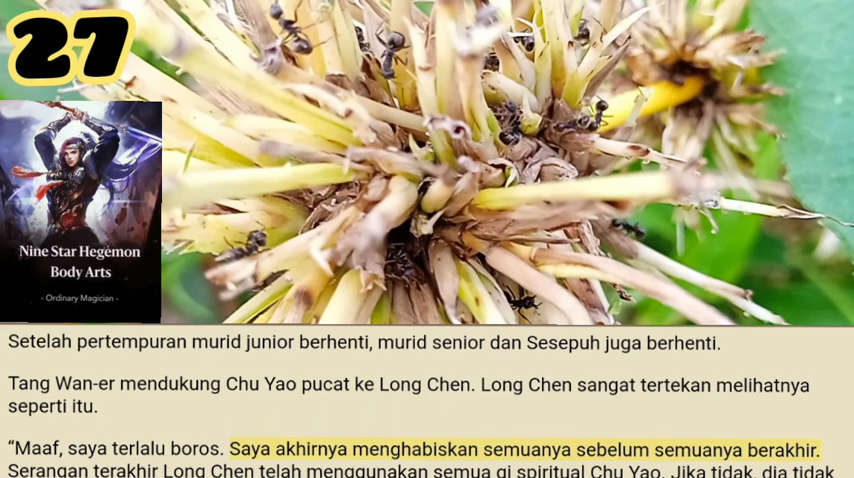 27
Nine Star Hegemon
Body Arts
- Ordinary Magician -
Setelah pertempuran murid junior berhenti, murid senior dan Sesepuh juga berhenti.
Tang Wan-er mendukung Chu Yao pucat ke Long Chen. Long Chen sangat tertekan melihatnya
seperti itu.
“Maaf, saya terlalu boros. Saya akhirnya menghabiskan semuanya sebelum semuanya berakhir.
Serangan terakhir Long Chen telah menggunakan semua qi spiritual Chu Yao. Jika tidak, dia tidak